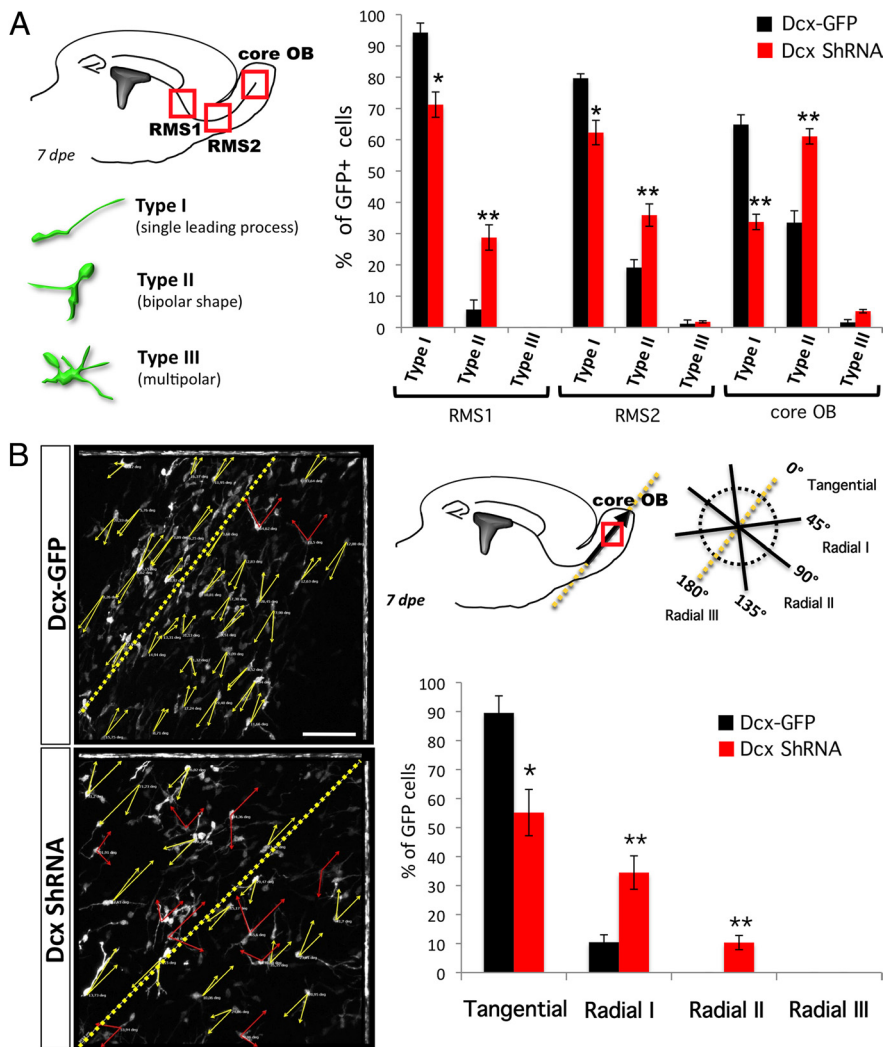 A
core OB
RMS1
RMS2
7 dpe
Type I
(single leading process)
Type II
(bipolar shape)
Type III
(multipolar)
% of GFP+ cells
100
90
80
70
60
50
40
30
20
10
0
Dcx-GFP
Dcx ShRNA
*
**
*
**
**
**
Type I
Type II
Type III
Type I
Type II
Type III
Type I
Type II
Type III
RMS1
RMS2
core OB
B
Dcx-GFP
Dcx ShRNA
core OB
7 dpe
0°
Tangential
45°
Radial I
90°
Radial II
135°
180°
Radial III
% of GFP cells
100
90
80
70
60
50
40
30
20
10
0
Dcx-GFP
Dcx ShRNA
*
**
**
Tangential
Radial I
Radial II
Radial III